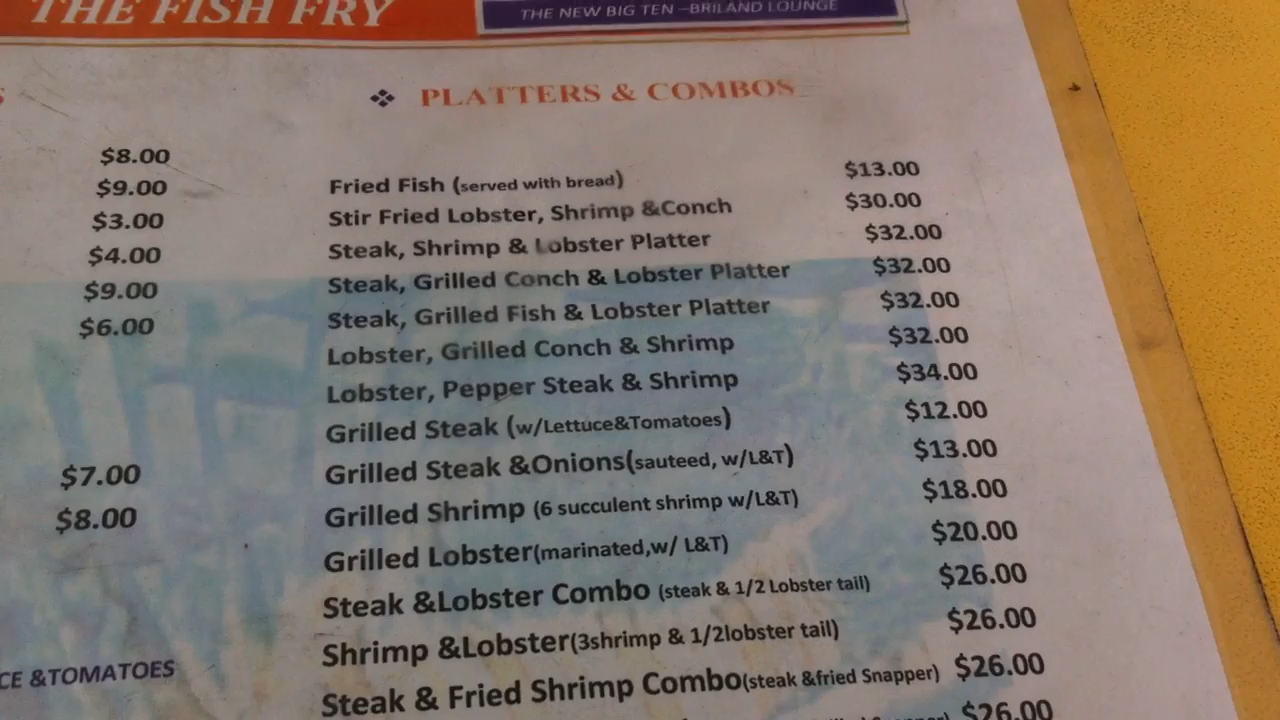 THE FISH FRY
THE NEW BIG TEN –BRILAND LOUNGE
$8.00
$9.00
$3.00
$4.00
$9.00
$6.00
$7.00
$8.00
&TOMATOES
❖ PLATTERS & COMBOS
Fried Fish (served with bread) $13.00
Stir Fried Lobster, Shrimp &Conch $30.00
Steak, Shrimp & Lobster Platter $32.00
Steak, Grilled Conch & Lobster Platter $32.00
Steak, Grilled Fish & Lobster Platter $32.00
Lobster, Grilled Conch & Shrimp $32.00
Lobster, Pepper Steak & Shrimp $34.00
Grilled Steak (w/Lettuce&Tomatoes) $12.00
Grilled Steak &Onions(sauteed, w/L&T) $13.00
Grilled Shrimp (6 succulent shrimp w/L&T) $18.00
Grilled Lobster(marinated,w/ L&T) $20.00
Steak &Lobster Combo (steak & 1/2 Lobster tail) $26.00
Shrimp &Lobster(3shrimp & 1/2lobster tail) $26.00
Steak & Fried Shrimp Combo(steak &fried Snapper) $26.00
$26.00